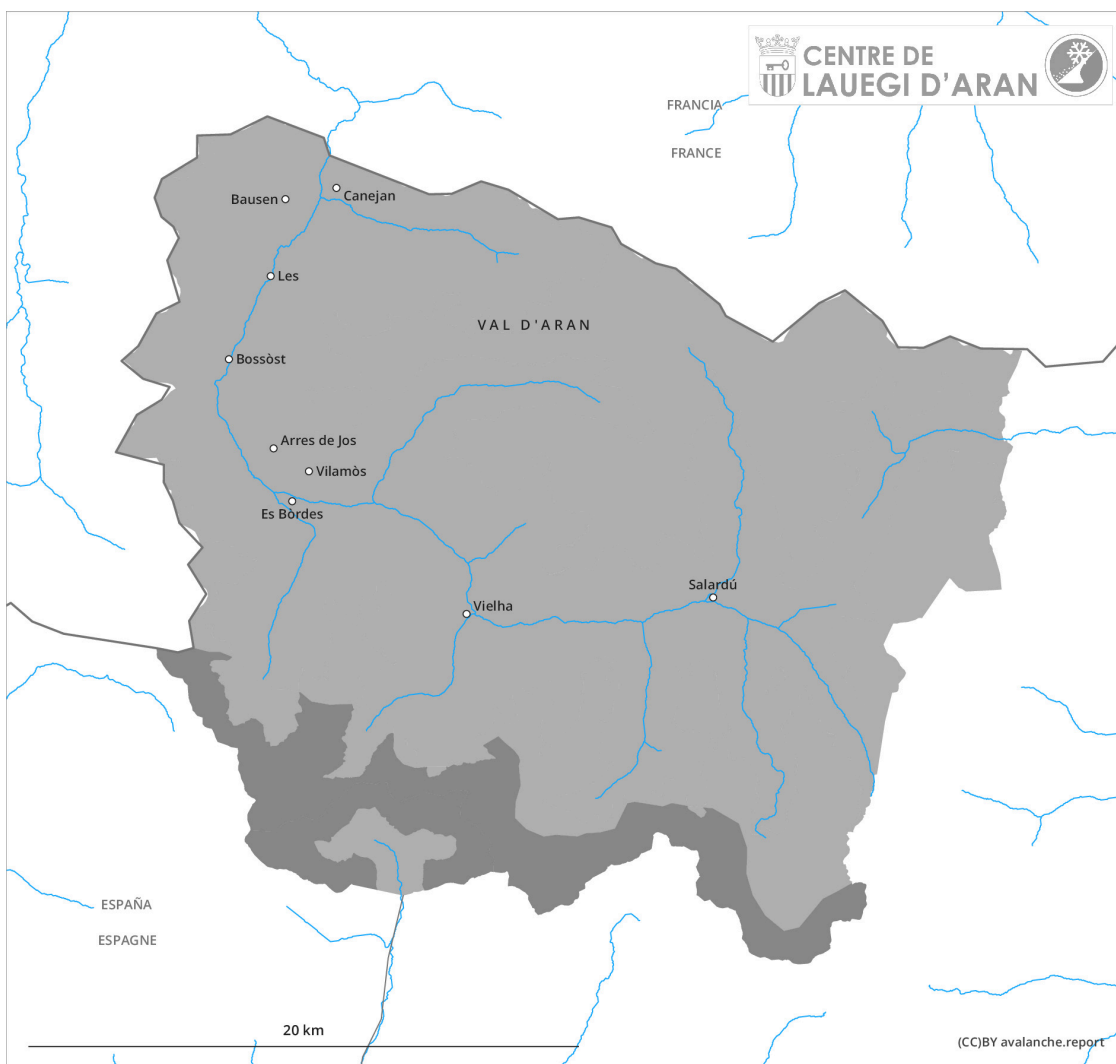 CENTRE DE
LAUEGI D'ARAN
FRANCIA
FRANCE
Canejan
Bausen
Les
VAL D'ARAN
Bossòst
Arres de Jos
Vilamòs
Es Bòrdes
Salardú
Vielha
ESPAÑA
ESPAGNE
20 km
(CC)BY avalanche.report